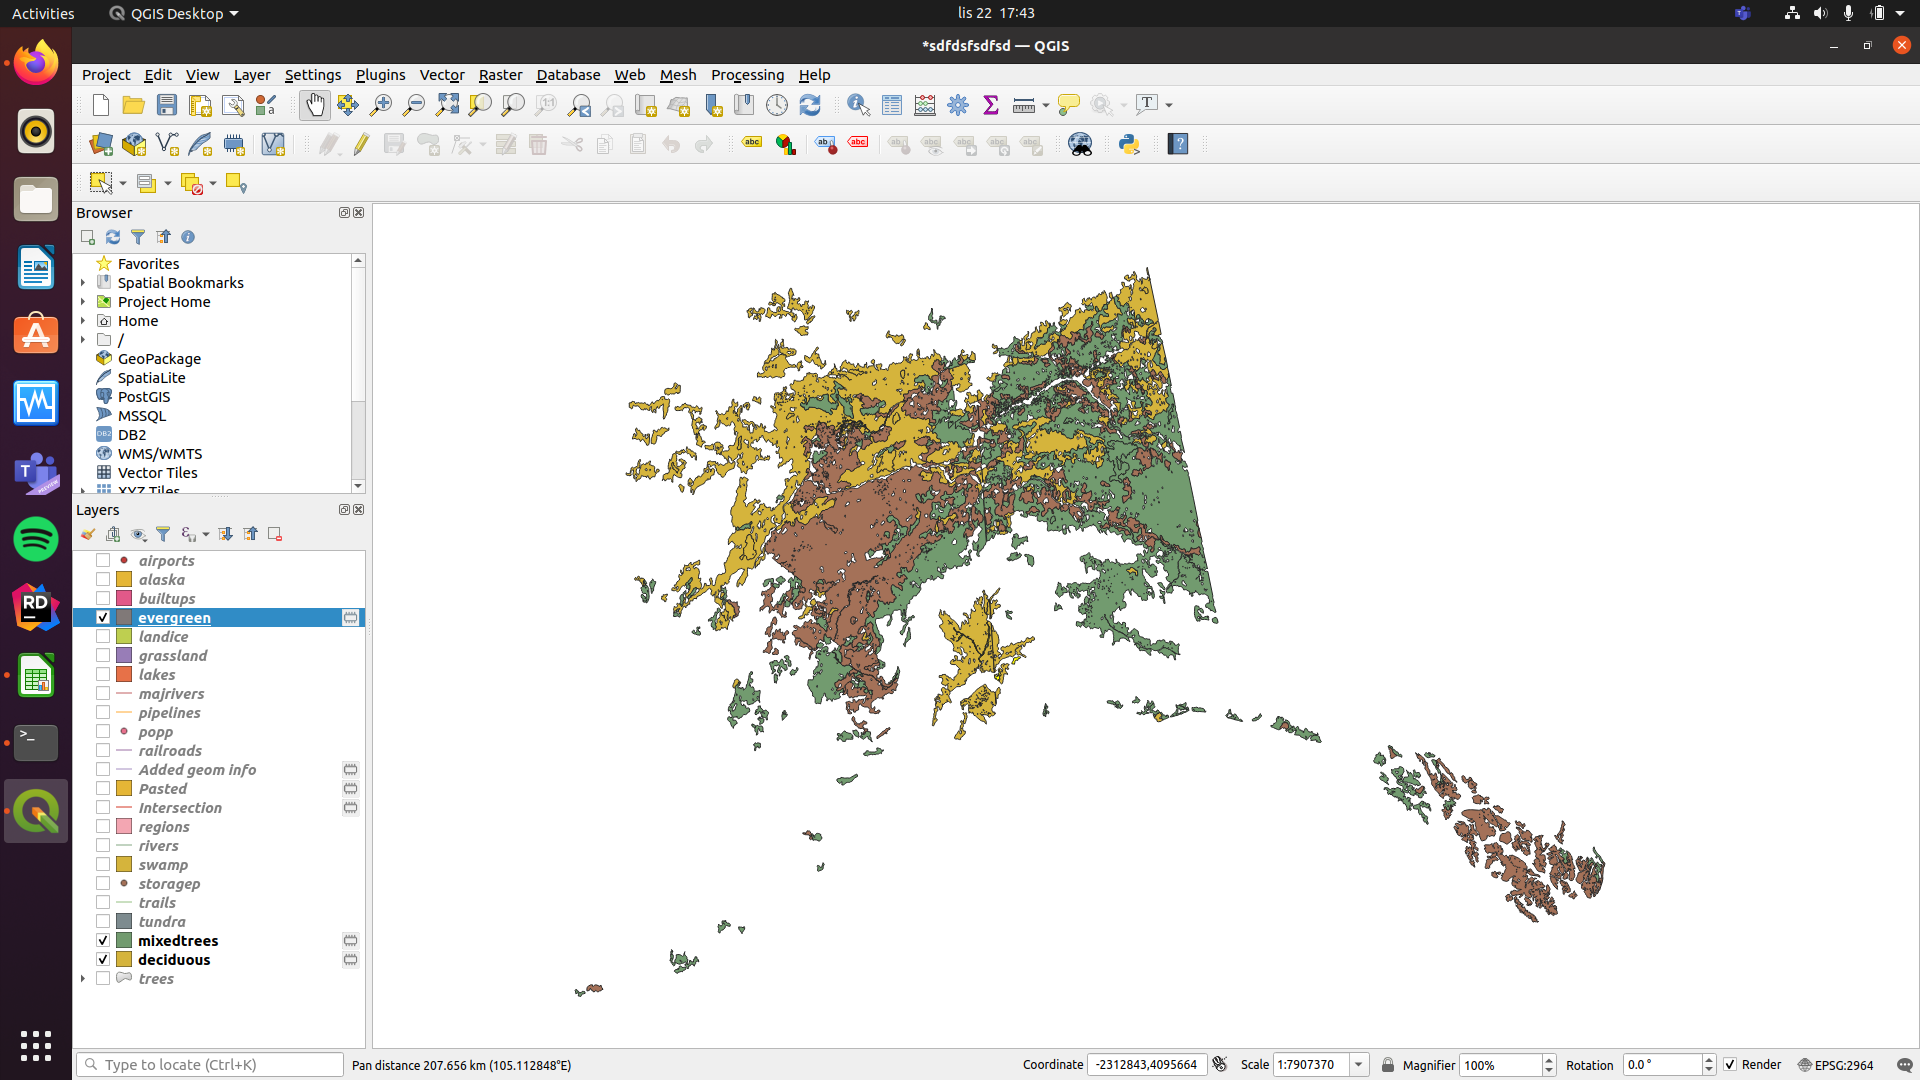 Activities QGIS Desktop lis 22 17:43
*sdfdsfsdfsd — QGIS
Project Edit View Layer Settings Plugins Vector Raster Database Web Mesh Processing Help
Browser
Favorites
Spatial Bookmarks
Project Home
Home
/
GeoPackage
SpatiaLite
PostGIS
MSSQL
DB2
WMS/WMTS
Vector Tiles
XYZ Tiles
Layers
airports
alaska
builtups
evergreen
landice
grassland
lakes
majrivers
pipelines
popp
railroads
Added geom info
Pasted
Intersection
regions
rivers
swamp
storagep
trails
tundra
mixedtrees
deciduous
trees
Type to locate (Ctrl+K) Pan distance 207.656 km (105.112848°E) Coordinate -2312843,4095664 Scale 1:7907370 Magnifier 100% Rotation 0.0 ° Render EPSG:2964